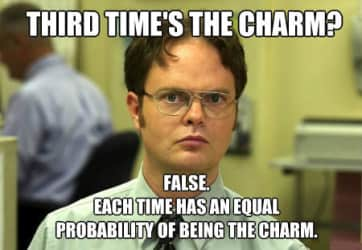 THIRD TIME'S THE CHARM?
FALSE.
EACH TIME HAS AN EQUAL
PROBABILITY OF BEING THE CHARM.